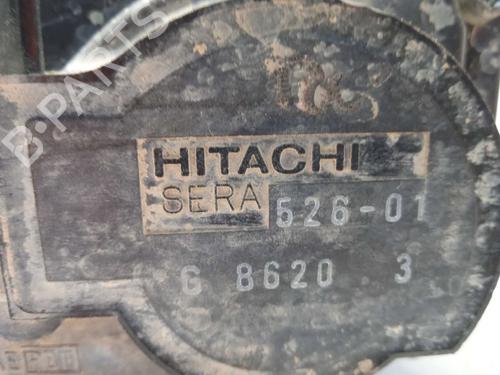 B-PARTS
HITACHI
SERA 526-01
G 8620 3